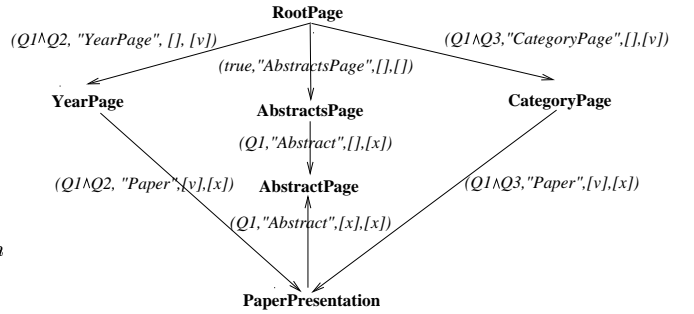 RootPage
(Q1∧Q2, "YearPage", [], [v])
(Q1∧Q3,"CategoryPage",[],[v])
(true,"AbstractsPage",[],[])
YearPage
AbstractsPage
CategoryPage
(Q1,"Abstract",[],[x])
(Q1∧Q2, "Paper",[v],[x])
AbstractPage
(Q1∧Q3,"Paper",[v],[x])
(Q1,"Abstract",[x],[x])
PaperPresentation